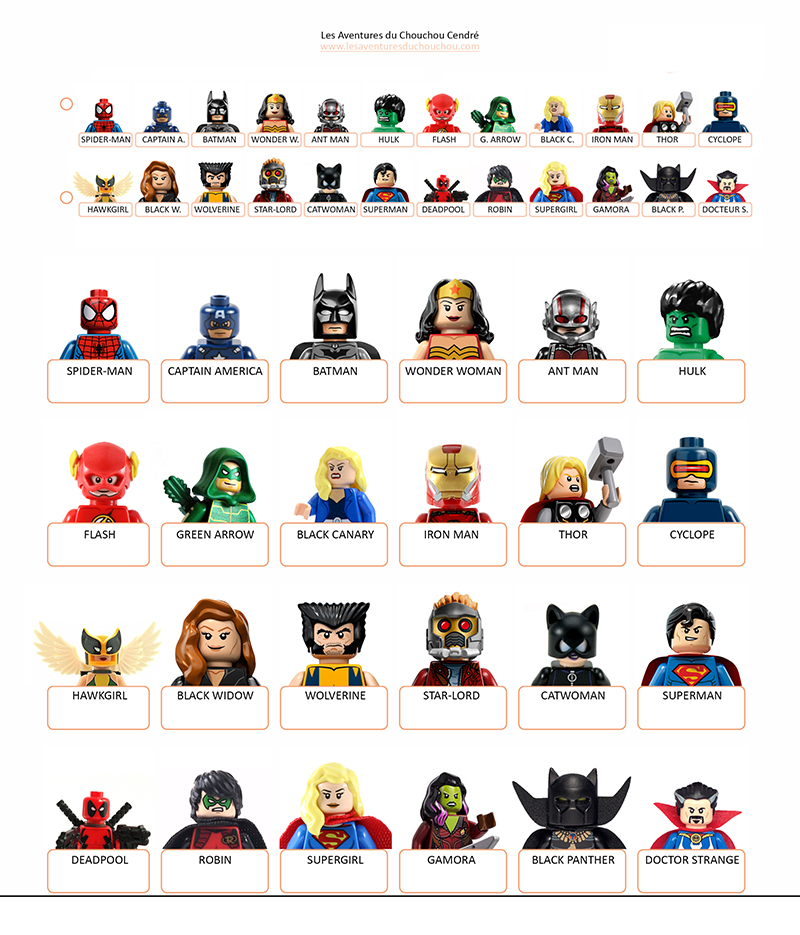 Les Aventures du Chouchou Cendré
www.lesaventuresduchouchou.com
SPIDER-MAN CAPTAIN A. BATMAN WONDER W. ANT MAN HULK FLASH G. ARROW BLACK C. IRON MAN THOR CYCLOPE
HAWKGIRL BLACK W. WOLVERINE STAR-LORD CATWOMAN SUPERMAN DEADPOOL ROBIN SUPERGIRL GAMORA BLACK P. DOCTEUR S.
SPIDER-MAN CAPTAIN AMERICA BATMAN WONDER WOMAN ANT MAN HULK
FLASH GREEN ARROW BLACK CANARY IRON MAN THOR CYCLOPE
HAWKGIRL BLACK WIDOW WOLVERINE STAR-LORD CATWOMAN SUPERMAN
DEADPOOL ROBIN SUPERGIRL GAMORA BLACK PANTHER DOCTOR STRANGE